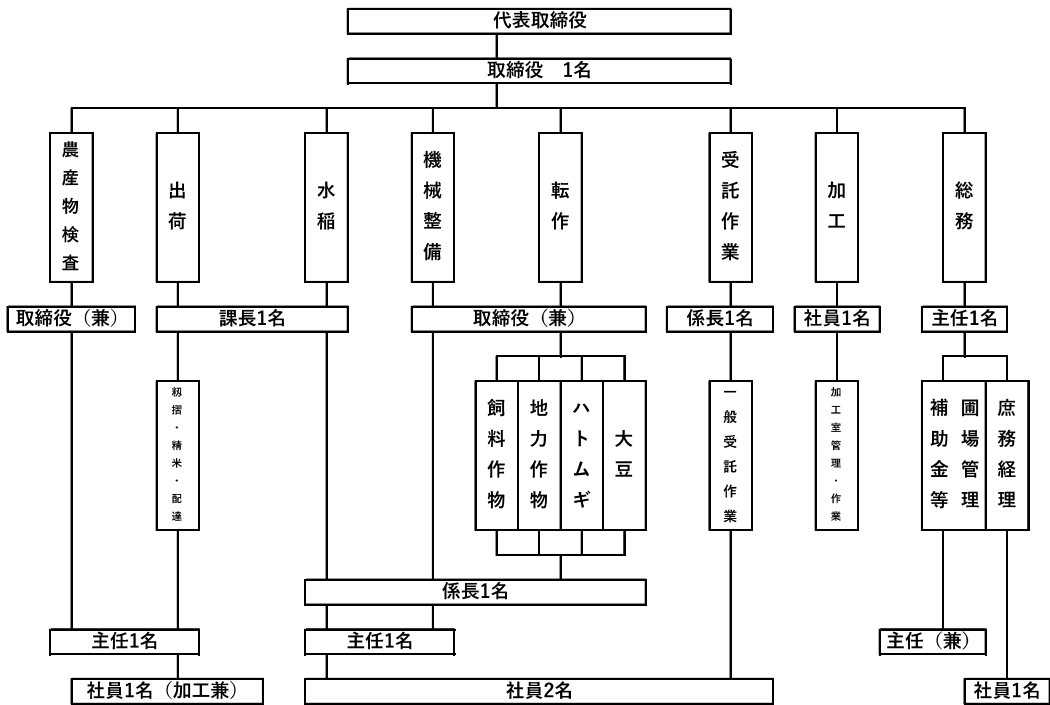 代表取締役
取締役　1名
農産物検査
出荷
水稲
機械整備
転作
受託作業
加工
総務
取締役（兼）
課長1名
取締役（兼）
係長1名
社員1名
主任1名
籾摺・精米・配達
飼料作物
地力作物
ハトムギ
大豆
一般受託作業
加工室管理・作業
圃場管理
補助金等
庶務経理
係長1名
主任1名
主任1名
主任（兼）
社員1名（加工兼）
社員2名
社員1名